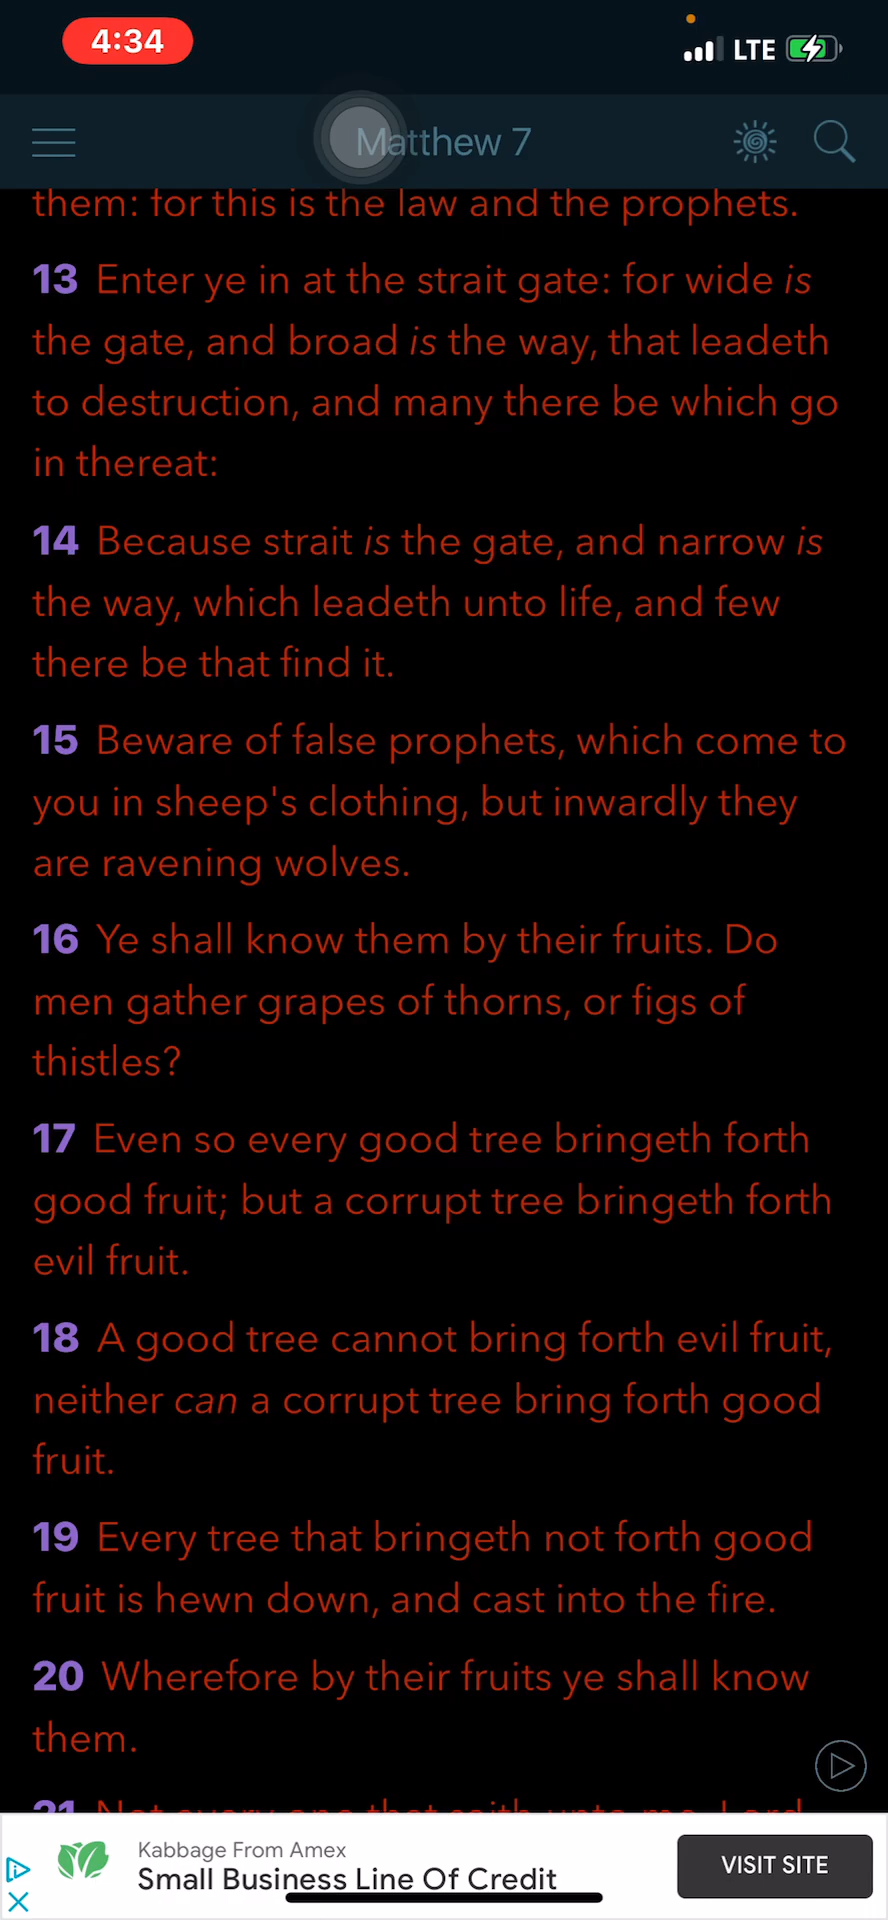 4:34
LTE
Matthew 7
them: for this is the law and the prophets.
13 Enter ye in at the strait gate: for wide is
the gate, and broad is the way, that leadeth
to destruction, and many there be which go
in thereat:
14 Because strait is the gate, and narrow is
the way, which leadeth unto life, and few
there be that find it.
15 Beware of false prophets, which come to
you in sheep's clothing, but inwardly they
are ravening wolves.
16 Ye shall know them by their fruits. Do
men gather grapes of thorns, or figs of
thistles?
17 Even so every good tree bringeth forth
good fruit; but a corrupt tree bringeth forth
evil fruit.
18 A good tree cannot bring forth evil fruit,
neither can a corrupt tree bring forth good
fruit.
19 Every tree that bringeth not forth good
fruit is hewn down, and cast into the fire.
20 Wherefore by their fruits ye shall know
them.
21 Not every one that saith unto me, Lord,
Kabbage From Amex
Small Business Line Of Credit
VISIT SITE